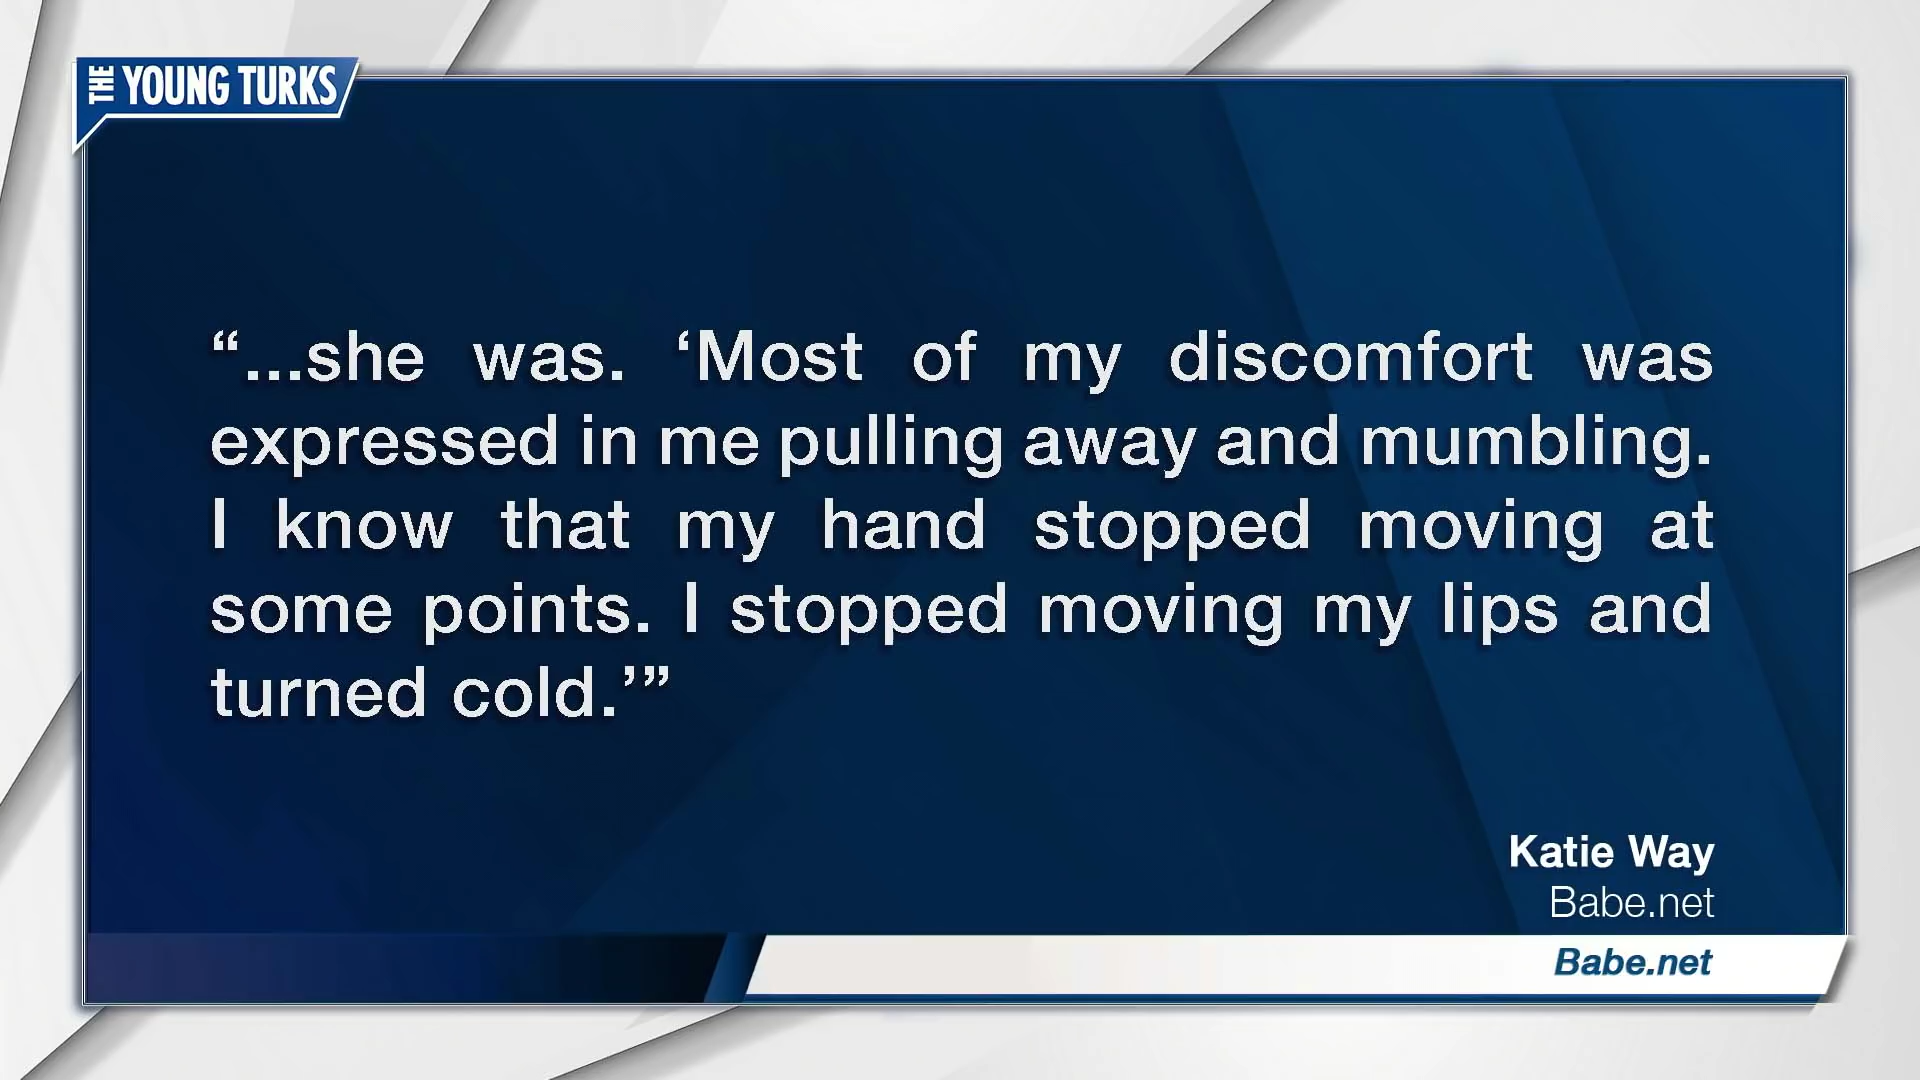 THE YOUNG TURKS
“...she was. ‘Most of my discomfort was
expressed in me pulling away and mumbling.
I know that my hand stopped moving at
some points. I stopped moving my lips and
turned cold.’”
Katie Way
Babe.net
Babe.net